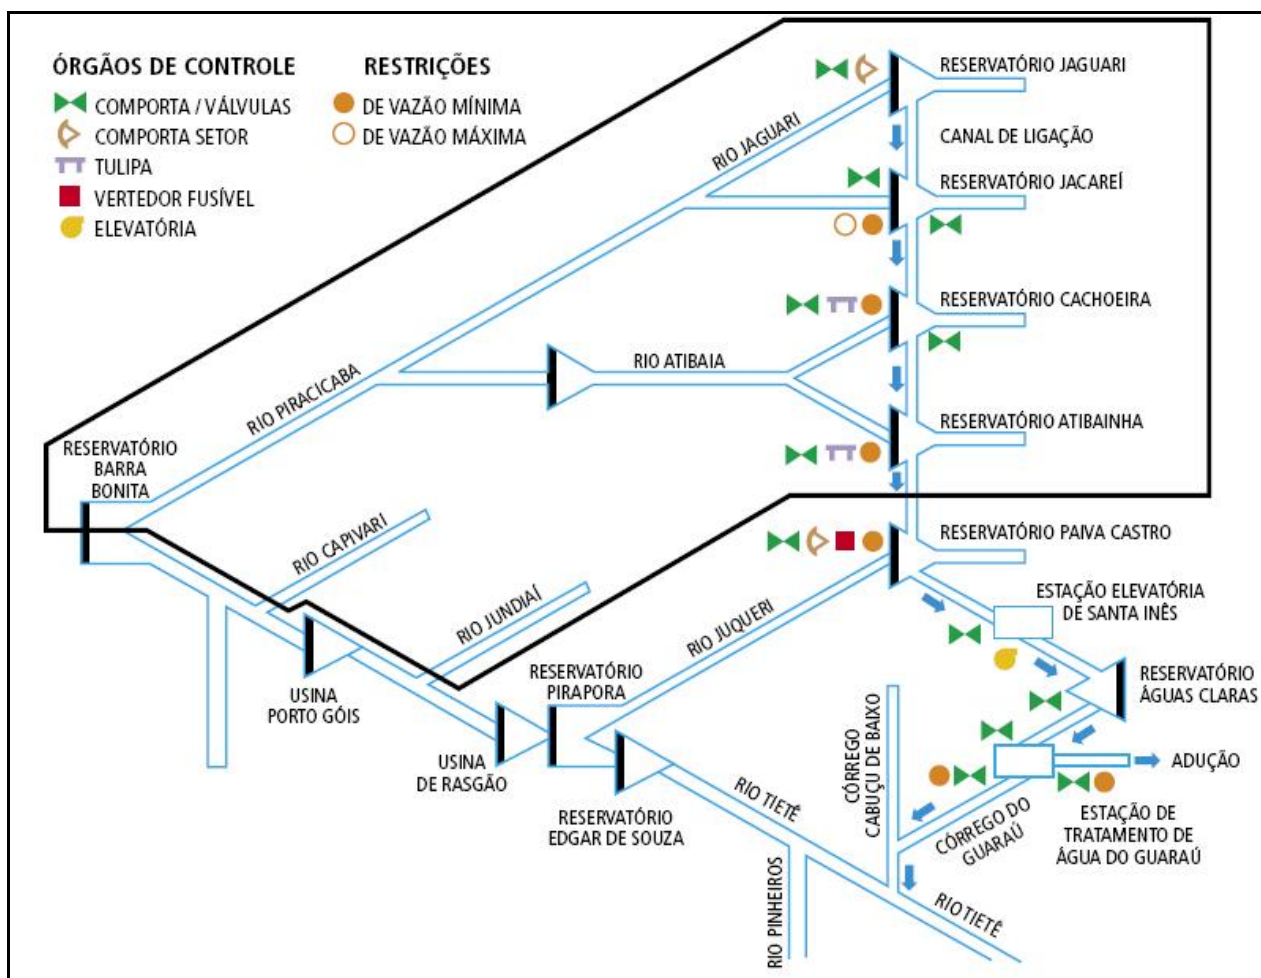 ÓRGÃOS DE CONTROLE
COMPORTA / VÁLVULAS
COMPORTA SETOR
TULIPA
VERTEDOR FUSÍVEL
ELEVATÓRIA
RESTRIÇÕES
DE VAZÃO MÍNIMA
DE VAZÃO MÁXIMA
RESERVATÓRIO JAGUARI
RIO JAGUARI
CANAL DE LIGAÇÃO
RESERVATÓRIO JACAREÍ
RESERVATÓRIO CACHOEIRA
RIO ATIBAIA
RIO PIRACICABA
RESERVATÓRIO ATIBAINHA
RESERVATÓRIO
BARRA
BONITA
RIO CAPIVARI
RESERVATÓRIO PAIVA CASTRO
RIO JUNDIAÍ
RIO JUQUERI
ESTAÇÃO ELEVATÓRIA
DE SANTA INÊS
RESERVATÓRIO
PIRAPORA
RESERVATÓRIO
ÁGUAS CLARAS
USINA
PORTO GÓIS
USINA
DE RASGÃO
RESERVATÓRIO
EDGAR DE SOUZA
RIO TIETÊ
CÓRREGO
CABUÇU DE BAIXO
ADUÇÃO
CÓRREGO DO
GUARAÚ
ESTAÇÃO DE
TRATAMENTO DE
ÁGUA DO GUARAÚ
RIO PINHEIROS
RIO TIETÊ